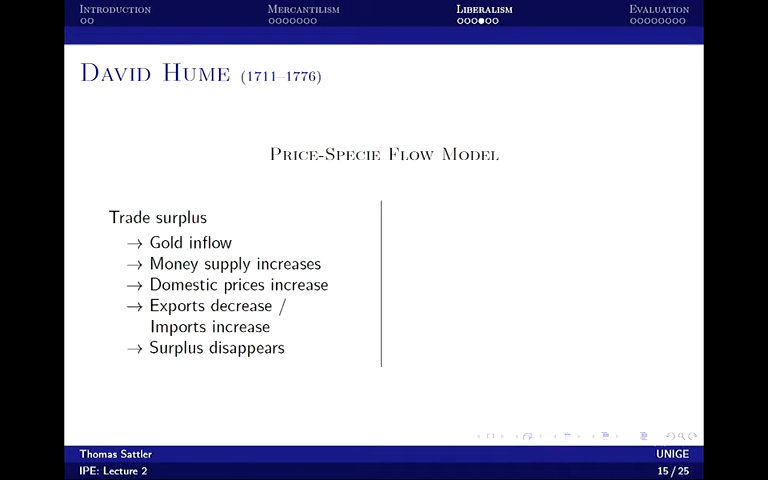 Introduction
Mercantilism
Liberalism
Evaluation
David Hume (1711–1776)
Price-Specie Flow Model
Trade surplus
→ Gold inflow
→ Money supply increases
→ Domestic prices increase
→ Exports decrease /
Imports increase
→ Surplus disappears
Thomas Sattler
UNIGE
IPE: Lecture 2
15 / 25